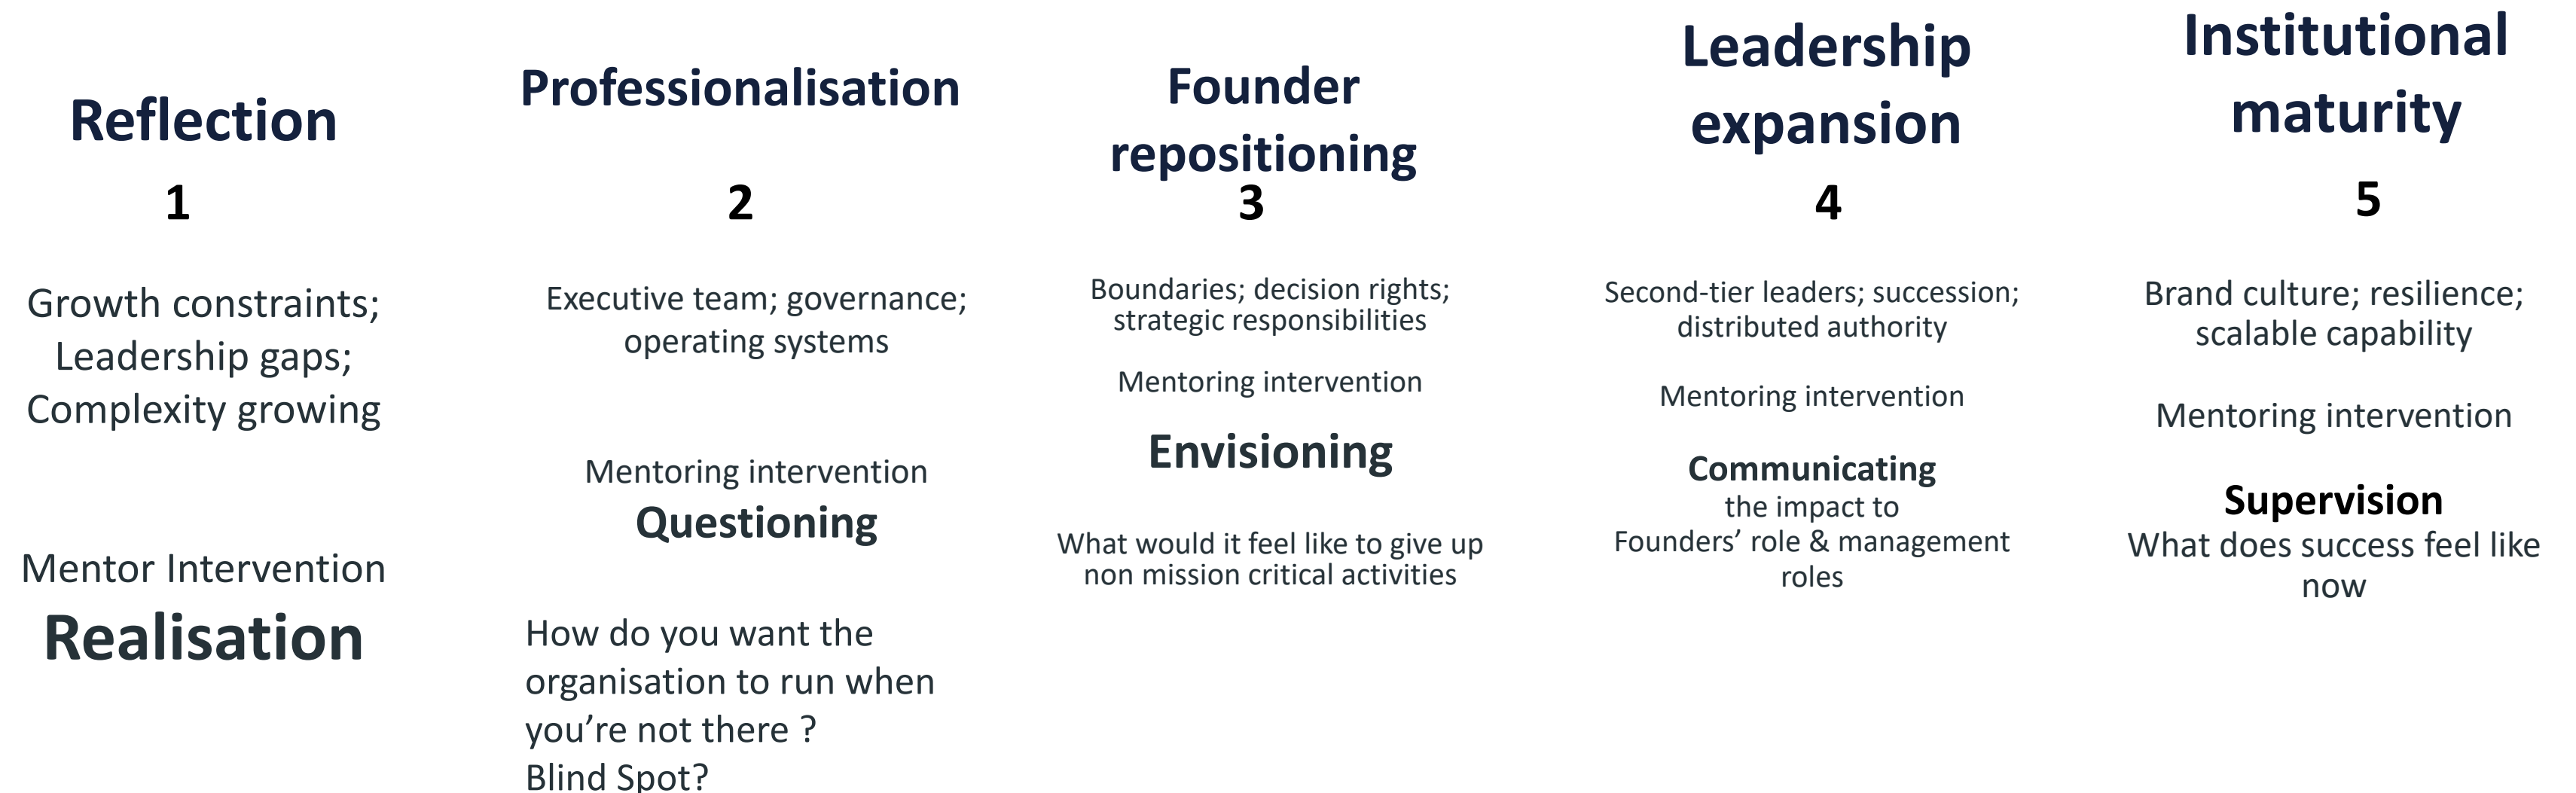 Reflection
1
Growth constraints;
Leadership gaps;
Complexity growing
Mentor Intervention
Realisation
Professionalisation
2
Executive team; governance;
operating systems
Mentoring intervention
Questioning
How do you want the
organisation to run when
you’re not there ?
Blind Spot?
Founder
repositioning
3
Boundaries; decision rights;
strategic responsibilities
Mentoring intervention
Envisioning
What would it feel like to give up
non mission critical activities
Leadership
expansion
4
Second-tier leaders; succession;
distributed authority
Mentoring intervention
Communicating
the impact to
Founders’ role & management
roles
Institutional
maturity
5
Brand culture; resilience;
scalable capability
Mentoring intervention
Supervision
What does success feel like
now